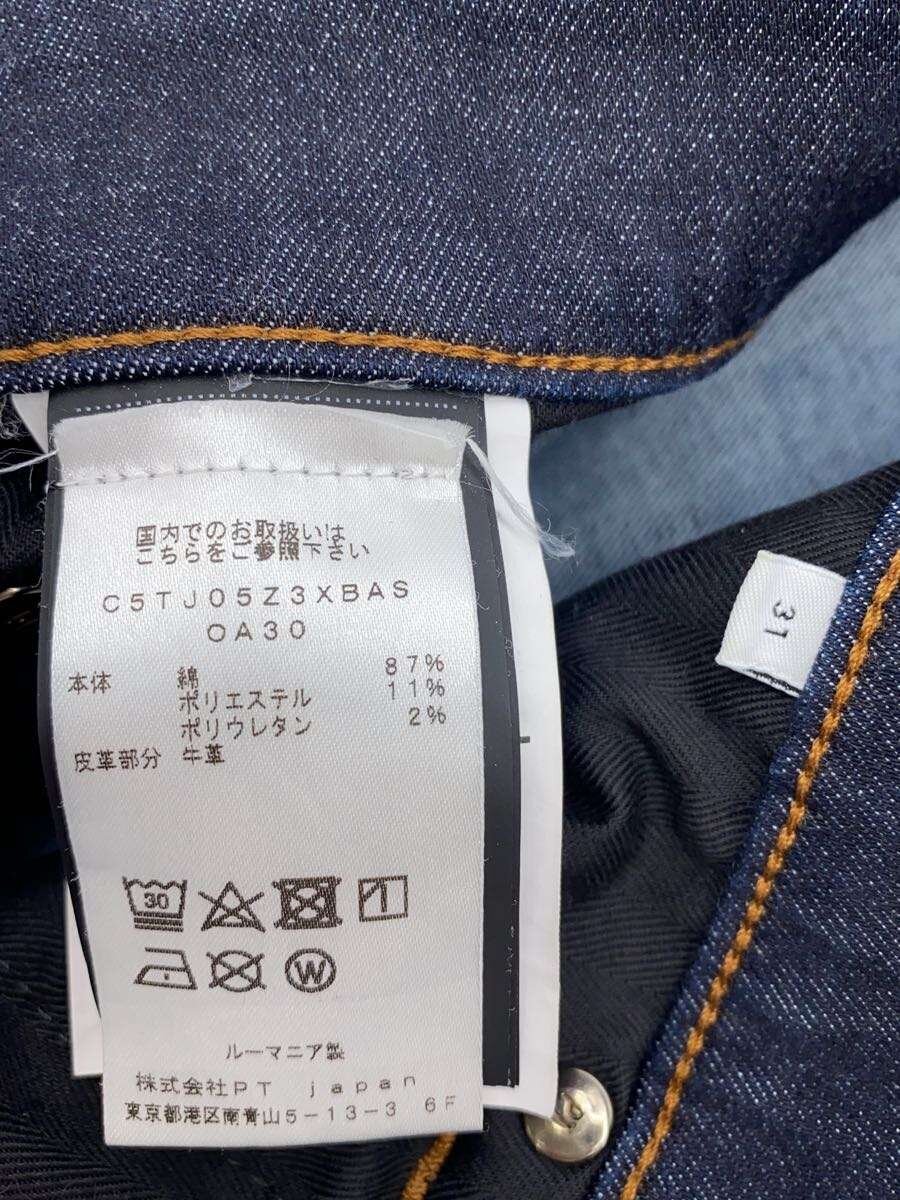 国内でのお取扱いは
こちらをご参照下さい
C5TJ05Z3XBAS
OA30
本体 綿 87%
ポリエステル 11%
ポリウレタン 2%
皮革部分 牛革
30
W
ルーマニア製
株式会社PT japan
東京都港区南青山5-13-3 6F
31